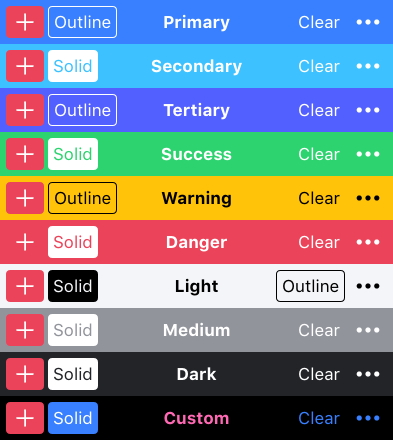 Outline Primary Clear
Solid Secondary Clear
Outline Tertiary Clear
Solid Success Clear
Outline Warning Clear
Solid Danger Clear
Solid Light Outline
Solid Medium Clear
Solid Dark Clear
Solid Custom Clear